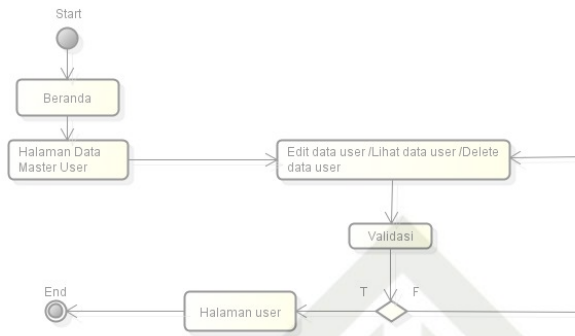 Start
Beranda
Halaman Data
Master User
Edit data user /Lihat data user /Delete
data user
Validasi
T
F
Halaman user
End